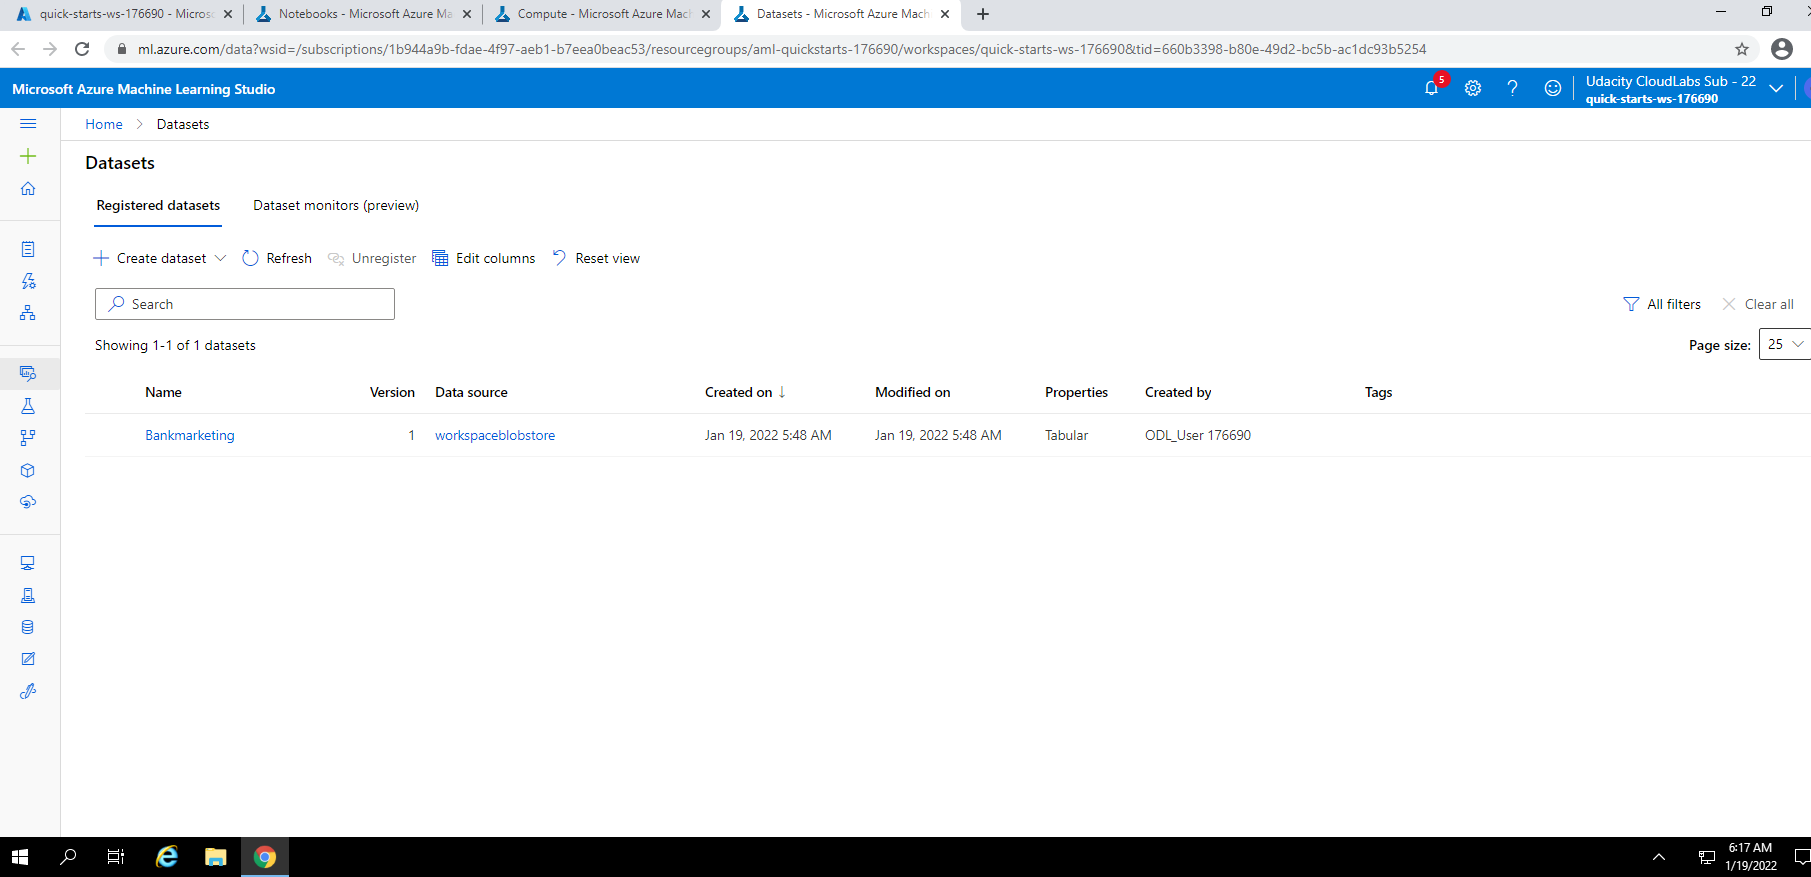 quick-starts-ws-176690 - Micros
Notebooks - Microsoft Azure Ma
Compute - Microsoft Azure Mach
Datasets - Microsoft Azure Mach
ml.azure.com/data?wsid=/subscriptions/1b944a9b-fdae-4f97-aeb1-b7eea0beac53/resourcegroups/aml-quickstarts-176690/workspaces/quick-starts-ws-176690&tid=660b3398-b80e-49d2-bc5b-ac1dc93b5254
Microsoft Azure Machine Learning Studio
5
Udacity CloudLabs Sub - 22
quick-starts-ws-176690
Home > Datasets
Datasets
Registered datasets Dataset monitors (preview)
Create dataset Refresh Unregister Edit columns Reset view
Search
All filters Clear all
Showing 1-1 of 1 datasets
Page size: 25
Name Version Data source Created on ↓ Modified on Properties Created by Tags
Bankmarketing 1 workspaceblobstore Jan 19, 2022 5:48 AM Jan 19, 2022 5:48 AM Tabular ODL_User 176690
6:17 AM
1/19/2022